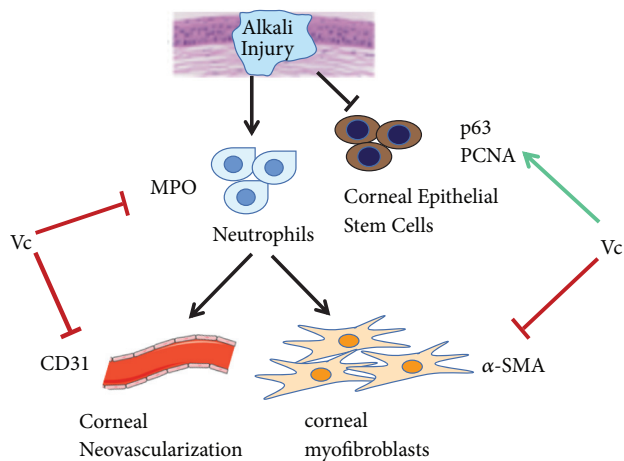 Alkali
Injury
p63
PCNA
MPO
Corneal Epithelial
Stem Cells
Neutrophils
Vc
Vc
CD31
α-SMA
Corneal
Neovascularization
corneal
myofibroblasts